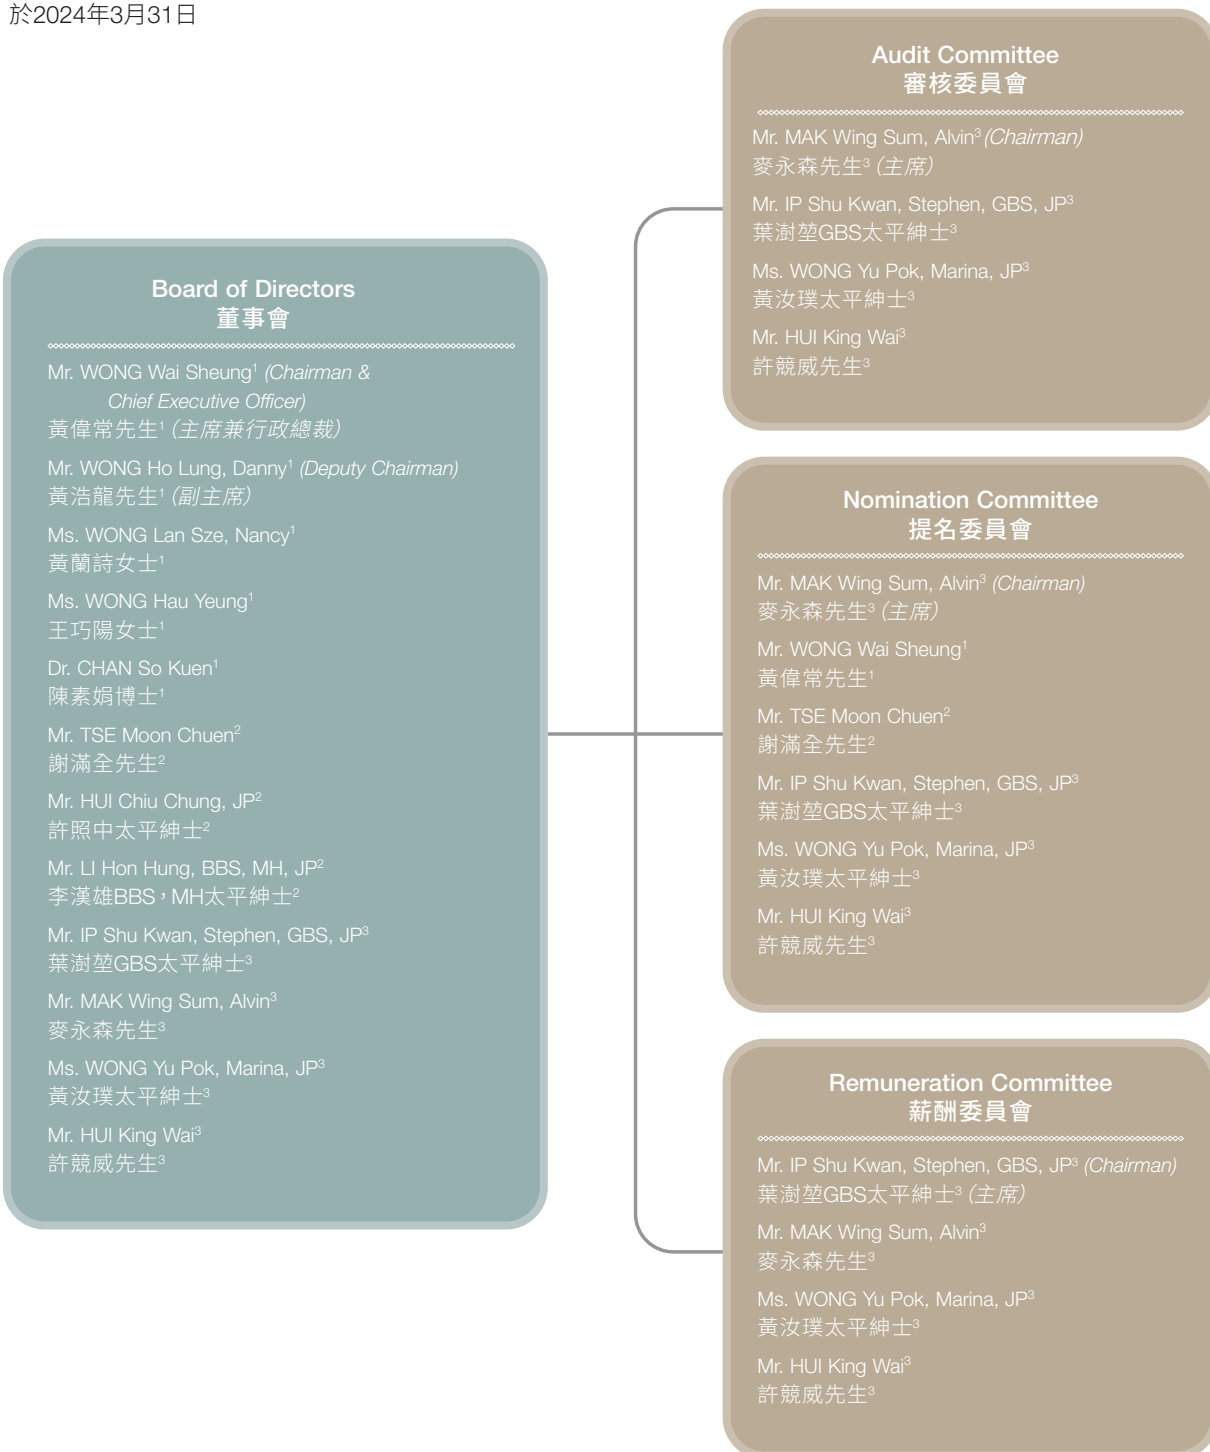 於2024年3月31日
Board of Directors
董事會
Mr. WONG Wai Sheung¹ (Chairman &
Chief Executive Officer)
黃偉常先生¹（主席兼行政總裁）
Mr. WONG Ho Lung, Danny¹ (Deputy Chairman)
黃浩龍先生¹（副主席）
Ms. WONG Lan Sze, Nancy¹
黃蘭詩女士¹
Ms. WONG Hau Yeung¹
王巧陽女士¹
Dr. CHAN So Kuen¹
陳素娟博士¹
Mr. TSE Moon Chuen²
謝滿全先生²
Mr. HUI Chiu Chung, JP²
許照中太平紳士²
Mr. LI Hon Hung, BBS, MH, JP²
李漢雄BBS，MH太平紳士²
Mr. IP Shu Kwan, Stephen, GBS, JP³
葉澍堃GBS太平紳士³
Mr. MAK Wing Sum, Alvin³
麥永森先生³
Ms. WONG Yu Pok, Marina, JP³
黃汝璞太平紳士³
Mr. HUI King Wai³
許競威先生³
Audit Committee
審核委員會
Mr. MAK Wing Sum, Alvin³ (Chairman)
麥永森先生³（主席）
Mr. IP Shu Kwan, Stephen, GBS, JP³
葉澍堃GBS太平紳士³
Ms. WONG Yu Pok, Marina, JP³
黃汝璞太平紳士³
Mr. HUI King Wai³
許競威先生³
Nomination Committee
提名委員會
Mr. MAK Wing Sum, Alvin³ (Chairman)
麥永森先生³（主席）
Mr. WONG Wai Sheung¹
黃偉常先生¹
Mr. TSE Moon Chuen²
謝滿全先生²
Mr. IP Shu Kwan, Stephen, GBS, JP³
葉澍堃GBS太平紳士³
Ms. WONG Yu Pok, Marina, JP³
黃汝璞太平紳士³
Mr. HUI King Wai³
許競威先生³
Remuneration Committee
薪酬委員會
Mr. IP Shu Kwan, Stephen, GBS, JP³ (Chairman)
葉澍堃GBS太平紳士³（主席）
Mr. MAK Wing Sum, Alvin³
麥永森先生³
Ms. WONG Yu Pok, Marina, JP³
黃汝璞太平紳士³
Mr. HUI King Wai³
許競威先生³